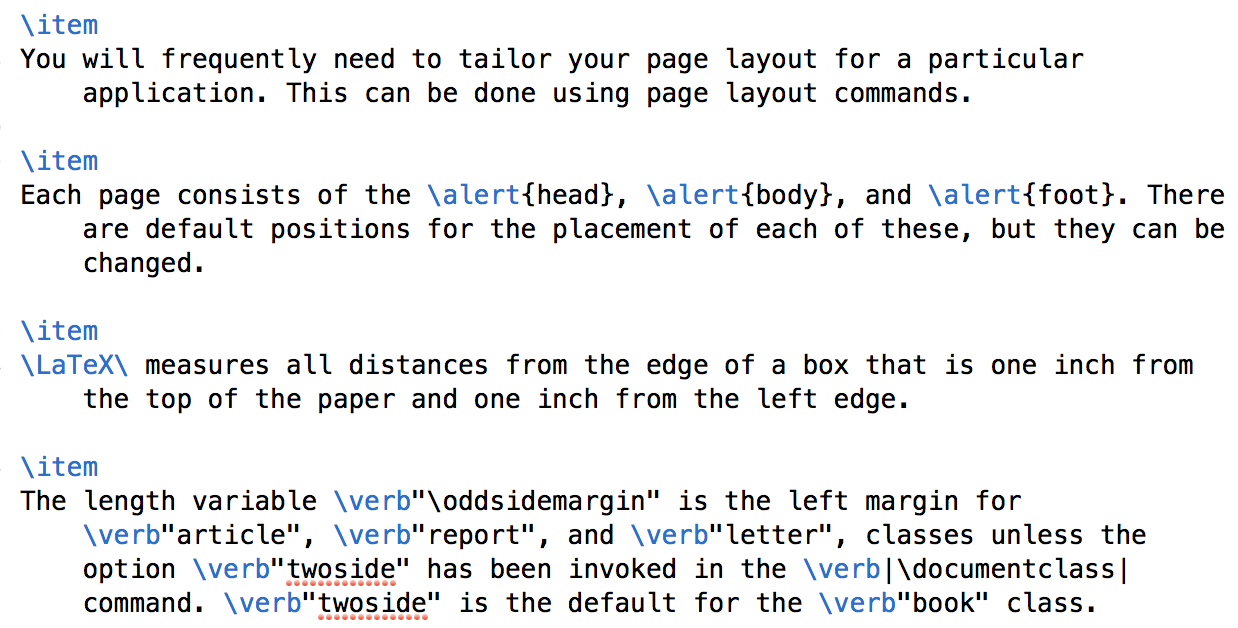 \item
You will frequently need to tailor your page layout for a particular
application. This can be done using page layout commands.
\item
Each page consists of the \alert{head}, \alert{body}, and \alert{foot}. There
are default positions for the placement of each of these, but they can be
changed.
\item
\LaTeX\ measures all distances from the edge of a box that is one inch from
the top of the paper and one inch from the left edge.
\item
The length variable \verb"\oddsidemargin" is the left margin for
\verb"article", \verb"report", and \verb"letter", classes unless the
option \verb"twoside" has been invoked in the \verb|\documentclass|
command. \verb"twoside" is the default for the \verb"book" class.